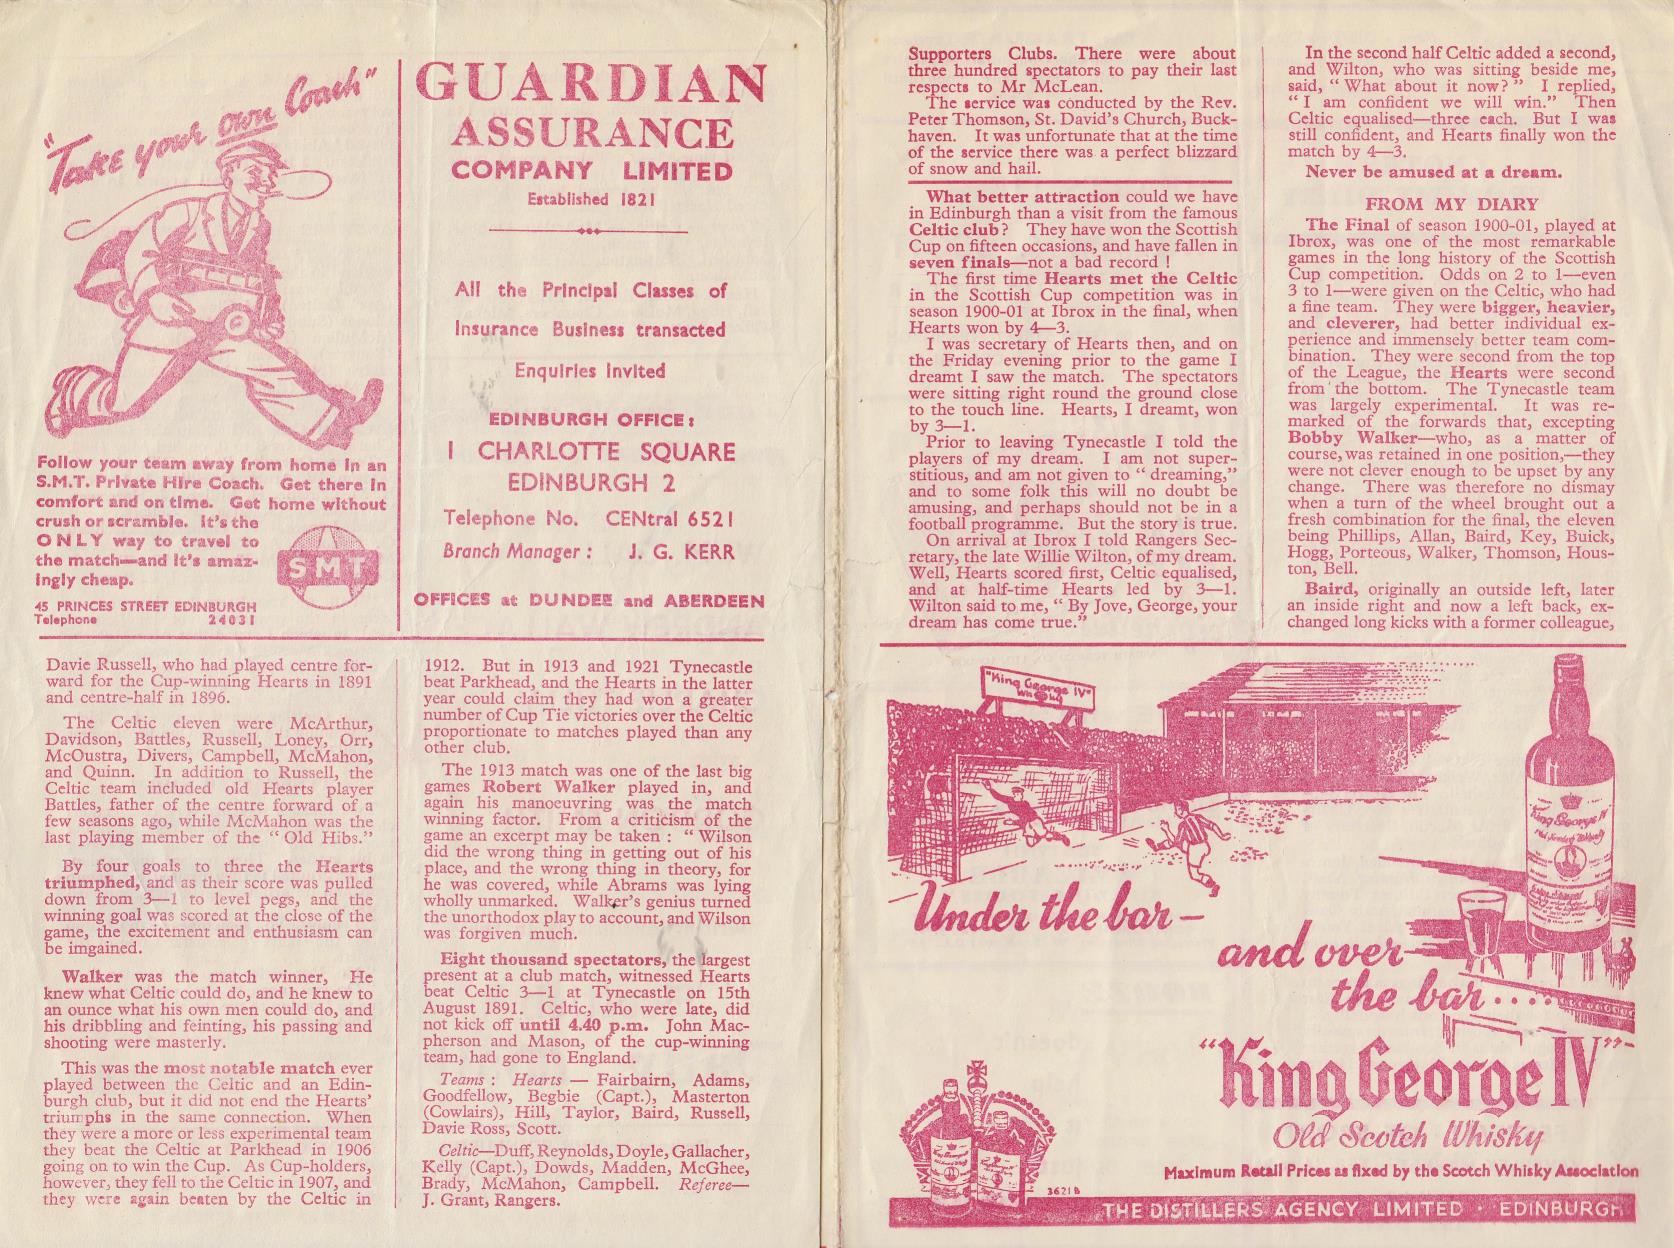 "Take your own Coach"
Follow your team away from home in an
S.M.T. Private Hire Coach. Get there in
comfort and on time. Get home without
crush or scramble. It's the
ONLY way to travel to
the match—and it's amaz-
ingly cheap.
SMT
45 PRINCES STREET EDINBURGH
Telephone 24031
GUARDIAN
ASSURANCE
COMPANY LIMITED
Established 1821
All the Principal Classes of
Insurance Business transacted
Enquiries Invited
EDINBURGH OFFICE:
1 CHARLOTTE SQUARE
EDINBURGH 2
Telephone No. CENtral 6521
Branch Manager: J. G. KERR
OFFICES at DUNDEE and ABERDEEN
Davie Russell, who had played centre for-
ward for the Cup-winning Hearts in 1891
and centre-half in 1896.
The Celtic eleven were McArthur,
Davidson, Battles, Russell, Loney, Orr,
McOustra, Divers, Campbell, McMahon,
and Quinn. In addition to Russell, the
Celtic team included old Hearts player
Battles, father of the centre forward of a
few seasons ago, while McMahon was the
last playing member of the "Old Hibs."
By four goals to three the Hearts
triumphed, and as their score was pulled
down from 3—1 to level pegs, and the
winning goal was scored at the close of the
game, the excitement and enthusiasm can
be imgained.
Walker was the match winner, He
knew what Celtic could do, and he knew to
an ounce what his own men could do, and
his dribbling and feinting, his passing and
shooting were masterly.
This was the most notable match ever
played between the Celtic and an Edin-
burgh club, but it did not end the Hearts'
triumphs in the same connection. When
they were a more or less experimental team
they beat the Celtic at Parkhead in 1906
going on to win the Cup. As Cup-holders,
however, they fell to the Celtic in 1907, and
they were again beaten by the Celtic in
1912. But in 1913 and 1921 Tynecastle
beat Parkhead, and the Hearts in the latter
year could claim they had won a greater
number of Cup Tie victories over the Celtic
proportionate to matches played than any
other club.
The 1913 match was one of the last big
games Robert Walker played in, and
again his manoeuvring was the match
winning factor. From a criticism of the
game an excerpt may be taken : "Wilson
did the wrong thing in getting out of his
place, and the wrong thing in theory, for
he was covered, while Abrams was lying
wholly unmarked. Walker's genius turned
the unorthodox play to account, and Wilson
was forgiven much.
Eight thousand spectators, the largest
present at a club match, witnessed Hearts
beat Celtic 3—1 at Tynecastle on 15th
August 1891. Celtic, who were late, did
not kick off until 4.40 p.m. John Mac-
pherson and Mason, of the cup-winning
team, had gone to England.
Teams : Hearts — Fairbairn, Adams,
Goodfellow, Begbie (Capt.), Masterton
(Cowlairs), Hill, Taylor, Baird, Russell,
Davie Ross, Scott.
Celtic—Duff, Reynolds, Doyle, Gallacher,
Kelly (Capt.), Dowds, Madden, McGhee,
Brady, McMahon, Campbell. Referee—
J. Grant, Rangers.
Supporters Clubs. There were about
three hundred spectators to pay their last
respects to Mr McLean.
The service was conducted by the Rev.
Peter Thomson, St. David's Church, Buck-
haven. It was unfortunate that at the time
of the service there was a perfect blizzard
of snow and hail.
What better attraction could we have
in Edinburgh than a visit from the famous
Celtic club? They have won the Scottish
Cup on fifteen occasions, and have fallen in
seven finals—not a bad record !
The first time Hearts met the Celtic
in the Scottish Cup competition was in
season 1900-01 at Ibrox in the final, when
Hearts won by 4—3.
I was secretary of Hearts then, and on
the Friday evening prior to the game I
dreamt I saw the match. The spectators
were sitting right round the ground close
to the touch line. Hearts, I dreamt, won
by 3—1.
Prior to leaving Tynecastle I told the
players of my dream. I am not super-
stitious, and am not given to "dreaming,"
and to some folk this will no doubt be
amusing, and perhaps should not be in a
football programme. But the story is true.
On arrival at Ibrox I told Rangers Sec-
retary, the late Willie Wilton, of my dream.
Well, Hearts scored first, Celtic equalised,
and at half-time Hearts led by 3—1.
Wilton said to me, "By Jove, George, your
dream has come true."
In the second half Celtic added a second,
and Wilton, who was sitting beside me,
said, "What about it now?" I replied,
"I am confident we will win." Then
Celtic equalised—three each. But I was
still confident, and Hearts finally won the
match by 4—3.
Never be amused at a dream.
FROM MY DIARY
The Final of season 1900-01, played at
Ibrox, was one of the most remarkable
games in the long history of the Scottish
Cup competition. Odds on 2 to 1—even
3 to 1—were given on the Celtic, who had
a fine team. They were bigger, heavier,
and cleverer, had better individual ex-
perience and immensely better team com-
bination. They were second from the top
of the League, the Hearts were second
from the bottom. The Tynecastle team
was largely experimental. It was re-
marked of the forwards that, excepting
Bobby Walker—who, as a matter of
course, was retained in one position,—they
were not clever enough to be upset by any
change. There was therefore no dismay
when a turn of the wheel brought out a
fresh combination for the final, the eleven
being Phillips, Allan, Baird, Key, Buick,
Hogg, Porteous, Walker, Thomson, Hous-
ton, Bell.
Baird, originally an outside left, later
an inside right and now a left back, ex-
changed long kicks with a former colleague,
"King George IV"
Whisky
King George IV
Old Scotch Whisky
Under the bar—
and over
the bar....
"King George IV"
Old Scotch Whisky
Maximum Retail Prices as fixed by the Scotch Whisky Association
3621B
THE DISTILLERS AGENCY LIMITED · EDINBURGH